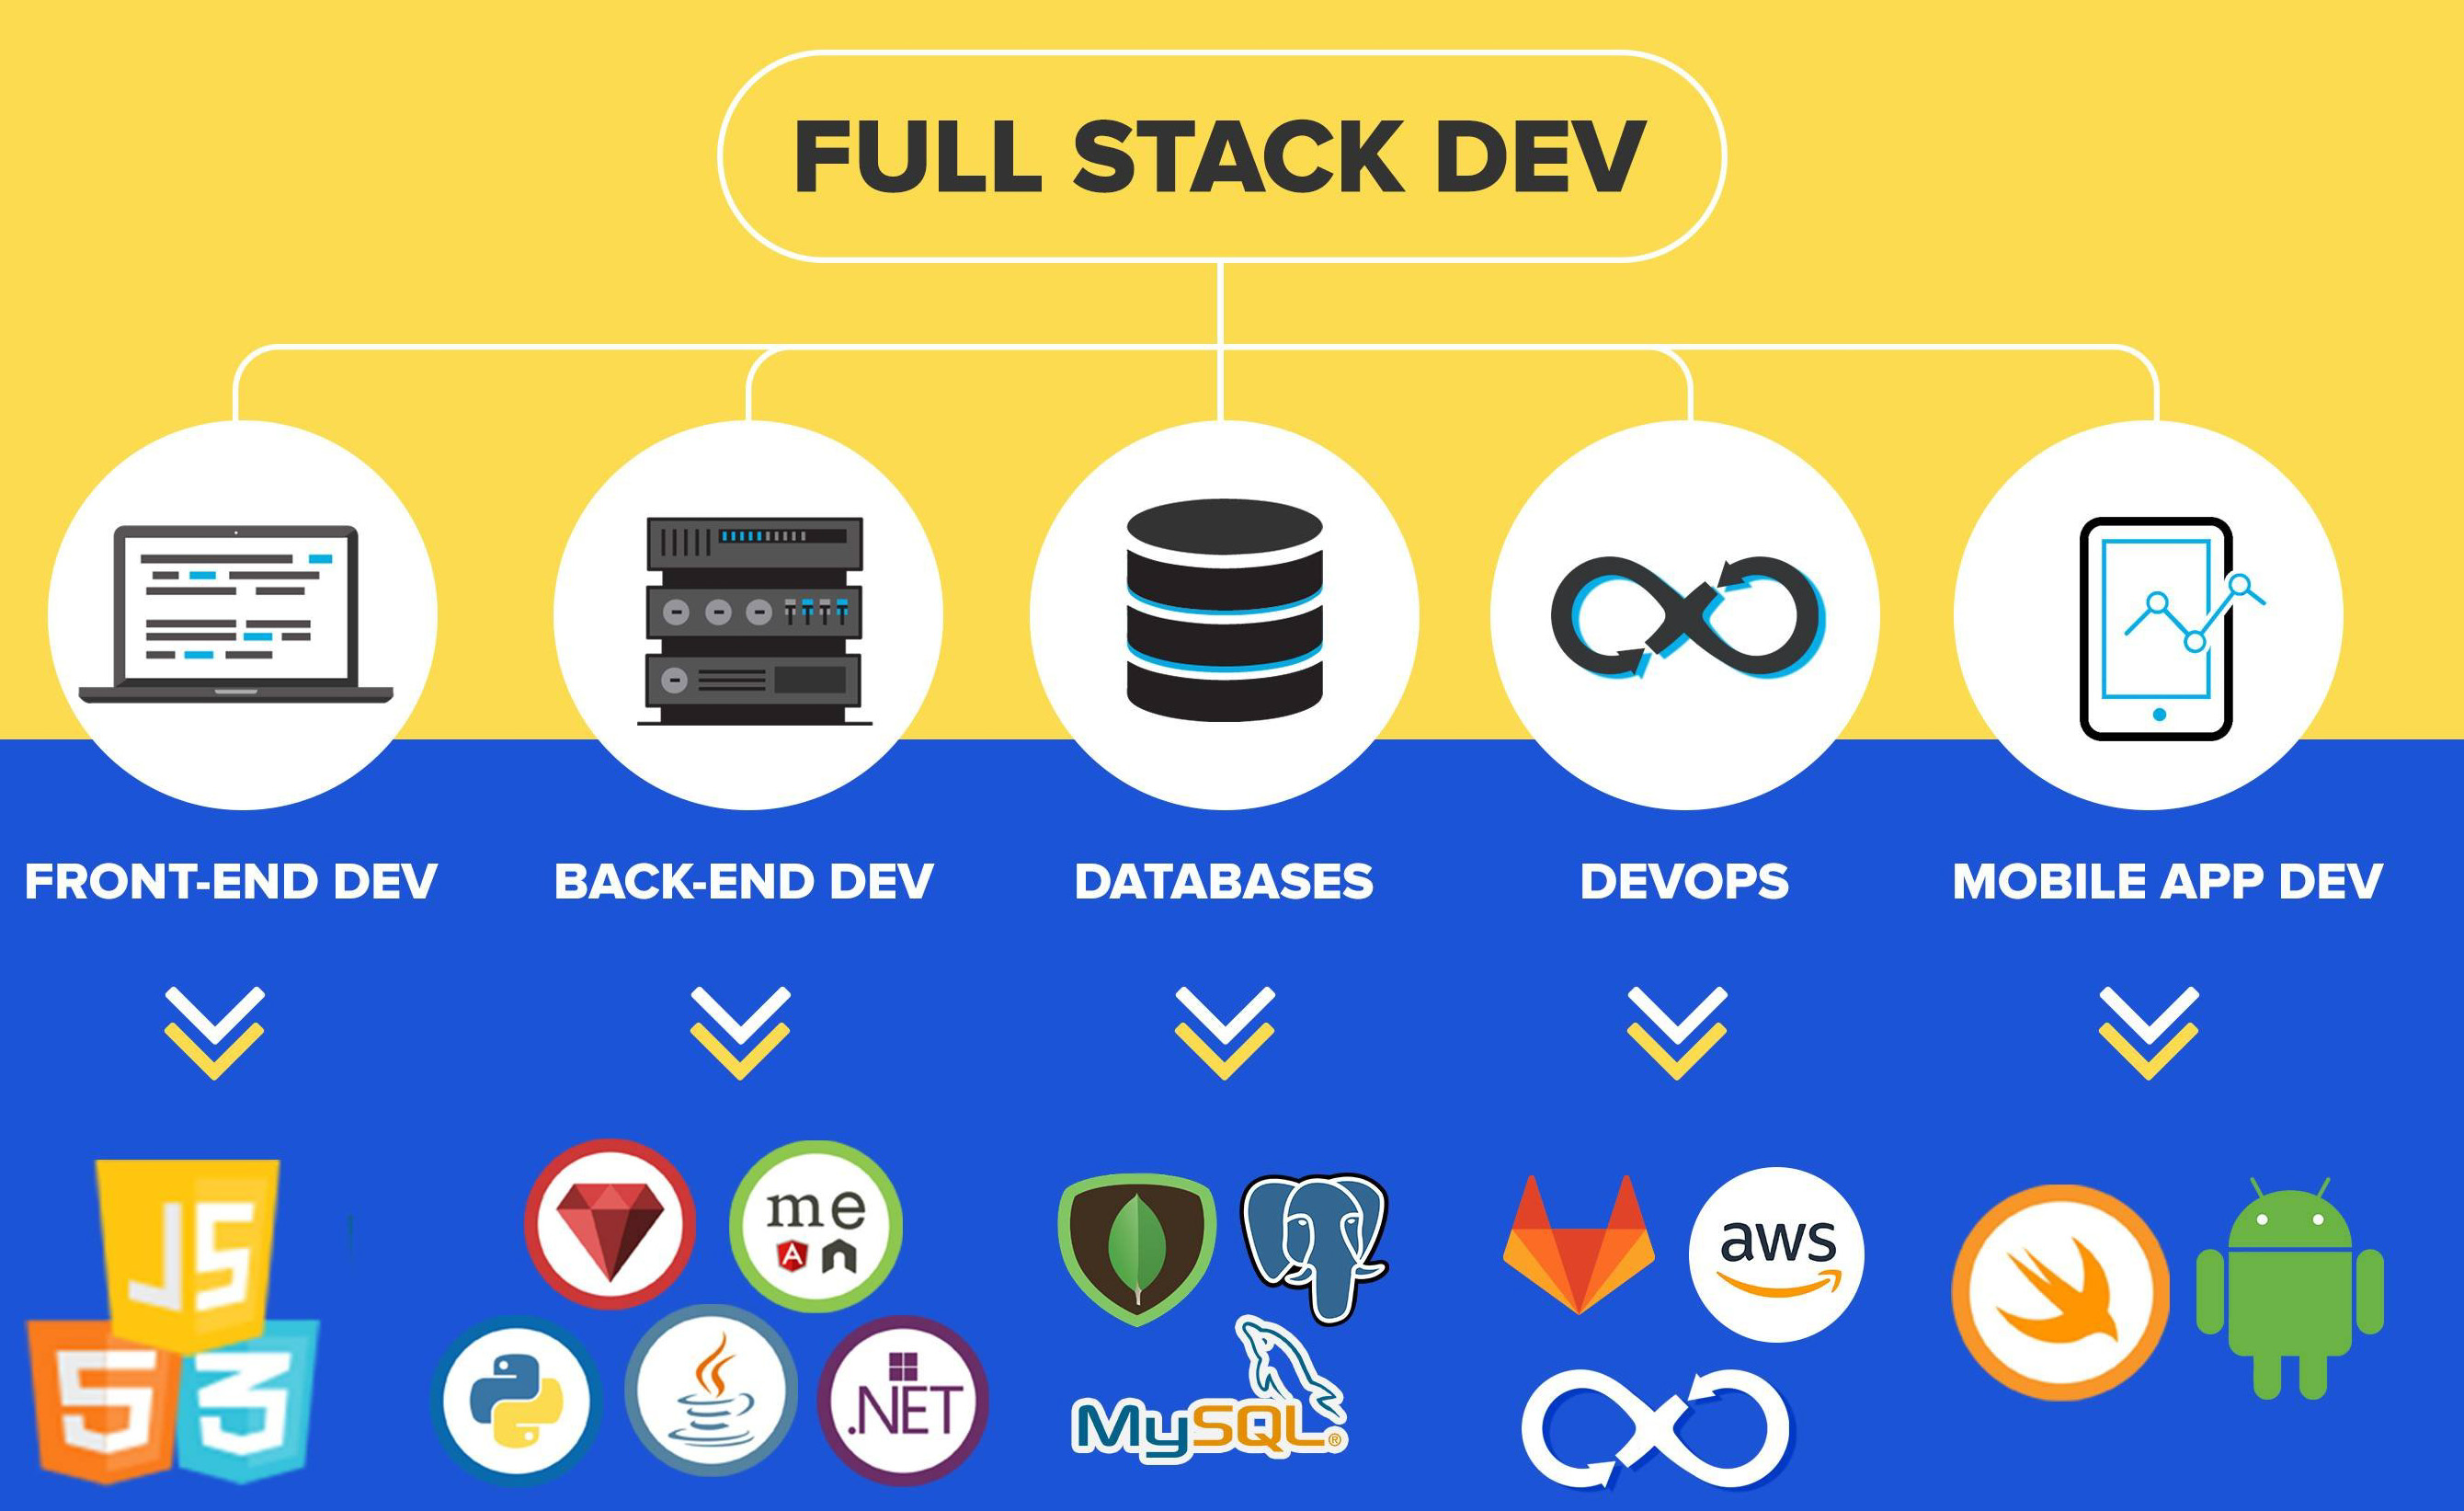 FULL STACK DEV
FRONT-END DEV
BACK-END DEV
DATABASES
DEVOPS
MOBILE APP DEV
JS
5
3
me
A
n
.NET
MySQL®
aws